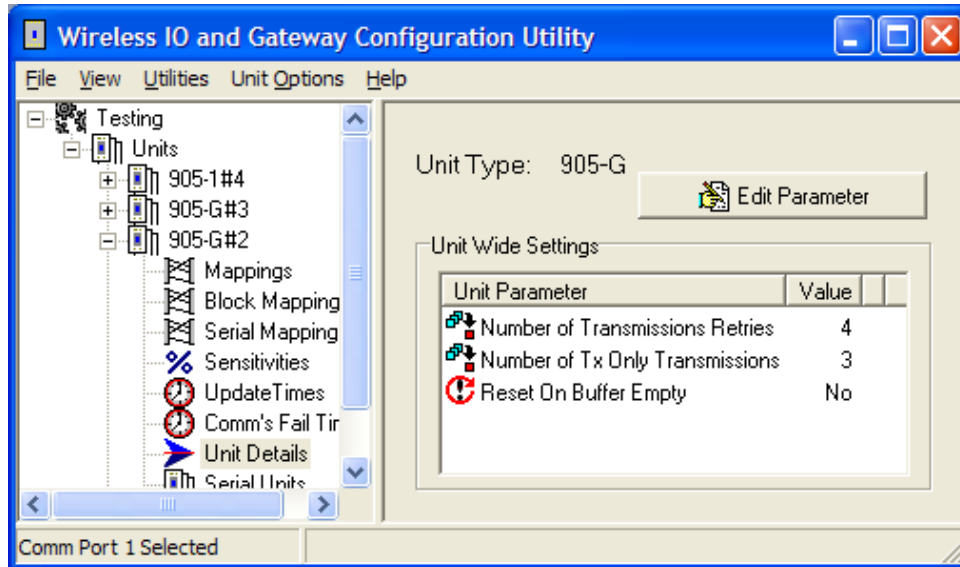 Wireless IO and Gateway Configuration Utility
File View Utilities Unit Options Help
Testing
Units
905-1#4
905-G#3
905-G#2
Mappings
Block Mapping
Serial Mapping
Sensitivities
UpdateTimes
Comm's Fail Tir
Unit Details
Serial Units
Unit Type: 905-G
Edit Parameter
Unit Wide Settings
Unit Parameter Value
Number of Transmissions Retries 4
Number of Tx Only Transmissions 3
Reset On Buffer Empty No
Comm Port 1 Selected